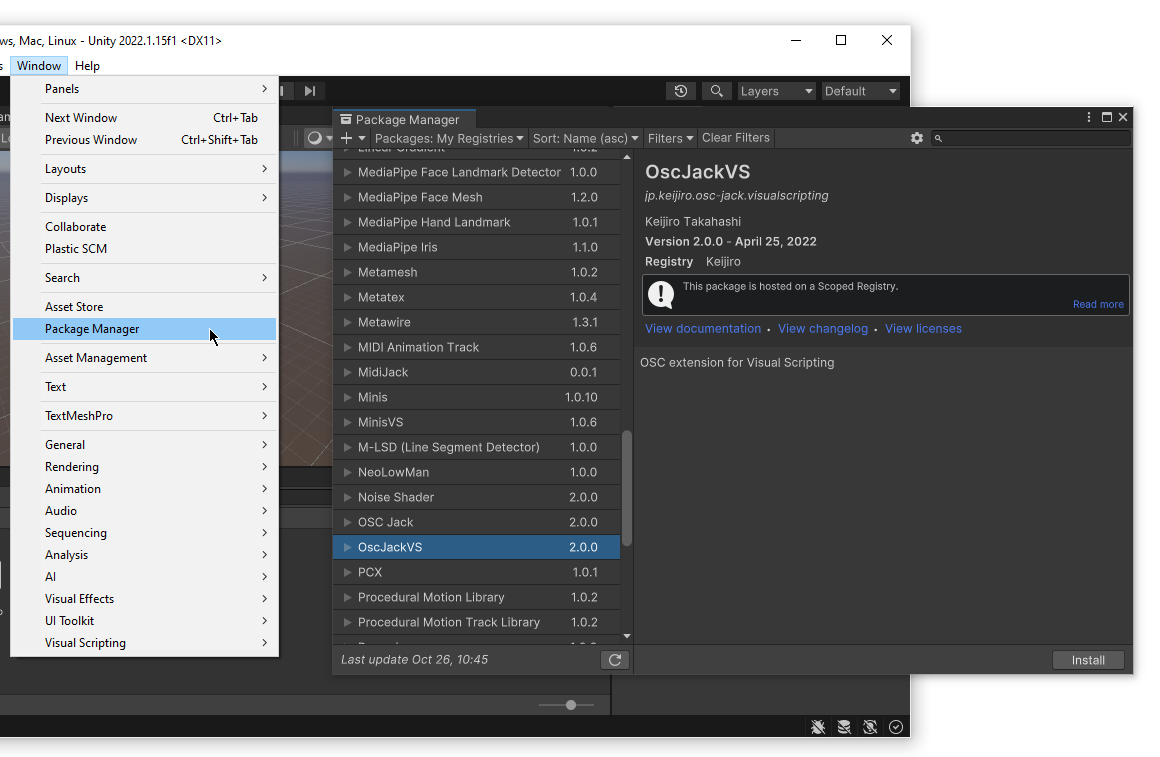 ws, Mac, Linux - Unity 2022.1.15f1 <DX11>
s Window Help
Panels
Next Window Ctrl+Tab
Previous Window Ctrl+Shift+Tab
Layouts
Displays
Collaborate
Plastic SCM
Search
Asset Store
Package Manager
Asset Management
Text
TextMeshPro
General
Rendering
Animation
Audio
Sequencing
Analysis
AI
Visual Effects
UI Toolkit
Visual Scripting
Layers
Default
Package Manager
Packages: My Registries
Sort: Name (asc)
Filters
Clear Filters
Linear Gradient 1.0.2
MediaPipe Face Landmark Detector 1.0.0
MediaPipe Face Mesh 1.2.0
MediaPipe Hand Landmark 1.0.1
MediaPipe Iris 1.1.0
Metamesh 1.0.2
Metatex 1.0.4
Metawire 1.3.1
MIDI Animation Track 1.0.6
MidiJack 0.0.1
Minis 1.0.10
MinisVS 1.0.6
M-LSD (Line Segment Detector) 1.0.0
NeoLowMan 1.0.0
Noise Shader 2.0.0
OSC Jack 2.0.0
OscJackVS 2.0.0
PCX 1.0.1
Procedural Motion Library 1.0.2
Procedural Motion Track Library 1.0.2
Last update Oct 26, 10:45
OscJackVS
jp.keijiro.osc-jack.visualscripting
Keijiro Takahashi
Version 2.0.0 - April 25, 2022
Registry Keijiro
This package is hosted on a Scoped Registry.
Read more
View documentation • View changelog • View licenses
OSC extension for Visual Scripting
Install